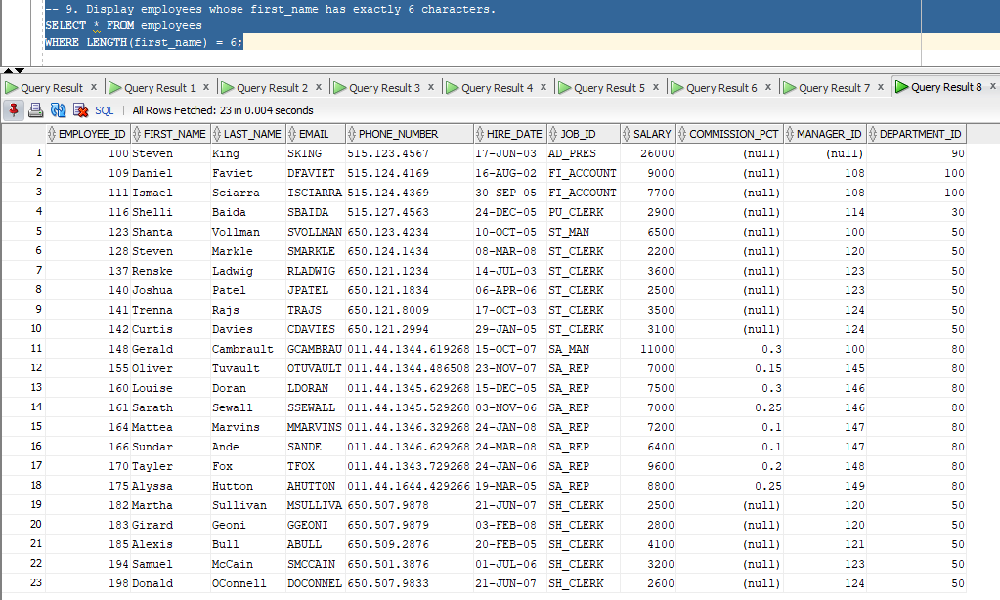 -- 9. Display employees whose first_name has exactly 6 characters.
SELECT * FROM employees
WHERE LENGTH(first_name) = 6;
Query Result x Query Result 1 x Query Result 2 x Query Result 3 x Query Result 4 x Query Result 5 x Query Result 6 x Query Result 7 x Query Result 8 x
SQL | All Rows Fetched: 23 in 0.004 seconds
EMPLOYEE_ID FIRST_NAME LAST_NAME EMAIL PHONE_NUMBER HIRE_DATE JOB_ID SALARY COMMISSION_PCT MANAGER_ID DEPARTMENT_ID
1 100 Steven King SKING 515.123.4567 17-JUN-03 AD_PRES 26000 (null) (null) 90
2 109 Daniel Faviet DFAVIET 515.124.4169 16-AUG-02 FI_ACCOUNT 9000 (null) 108 100
3 111 Ismael Sciarra ISCIARRA 515.124.4369 30-SEP-05 FI_ACCOUNT 7700 (null) 108 100
4 116 Shelli Baida SBAIDA 515.127.4563 24-DEC-05 PU_CLERK 2900 (null) 114 30
5 123 Shanta Vollman SVOLLMAN 650.123.4234 10-OCT-05 ST_MAN 6500 (null) 100 50
6 128 Steven Markle SMARKLE 650.124.1434 08-MAR-08 ST_CLERK 2200 (null) 120 50
7 137 Renske Ladwig RLADWIG 650.121.1234 14-JUL-03 ST_CLERK 3600 (null) 123 50
8 140 Joshua Patel JPATEL 650.121.1834 06-APR-06 ST_CLERK 2500 (null) 123 50
9 141 Trenna Rajs TRAJS 650.121.8009 17-OCT-03 ST_CLERK 3500 (null) 124 50
10 142 Curtis Davies CDAVIES 650.121.2994 29-JAN-05 ST_CLERK 3100 (null) 124 50
11 148 Gerald Cambrault GCAMBRAU 011.44.1344.619268 15-OCT-07 SA_MAN 11000 0.3 100 80
12 155 Oliver Tuvault OTUVAULT 011.44.1344.486508 23-NOV-07 SA_REP 7000 0.15 145 80
13 160 Louise Doran LDORAN 011.44.1345.629268 15-DEC-05 SA_REP 7500 0.3 146 80
14 161 Sarath Sewall SSEWALL 011.44.1345.529268 03-NOV-06 SA_REP 7000 0.25 146 80
15 164 Mattea Marvins MMARVINS 011.44.1346.329268 24-JAN-08 SA_REP 7200 0.1 147 80
16 166 Sundar Ande SANDE 011.44.1346.629268 24-MAR-08 SA_REP 6400 0.1 147 80
17 170 Tayler Fox TFOX 011.44.1343.729268 24-JAN-06 SA_REP 9600 0.2 148 80
18 175 Alyssa Hutton AHUTTON 011.44.1644.429266 19-MAR-05 SA_REP 8800 0.25 149 80
19 182 Martha Sullivan MSULLIVA 650.507.9878 21-JUN-07 SH_CLERK 2500 (null) 120 50
20 183 Girard Geoni GGEONI 650.507.9879 03-FEB-08 SH_CLERK 2800 (null) 120 50
21 185 Alexis Bull ABULL 650.509.2876 20-FEB-05 SH_CLERK 4100 (null) 121 50
22 194 Samuel McCain SMCCAIN 650.501.3876 01-JUL-06 SH_CLERK 3200 (null) 123 50
23 198 Donald OConnell DOCONNEL 650.507.9833 21-JUN-07 SH_CLERK 2600 (null) 124 50